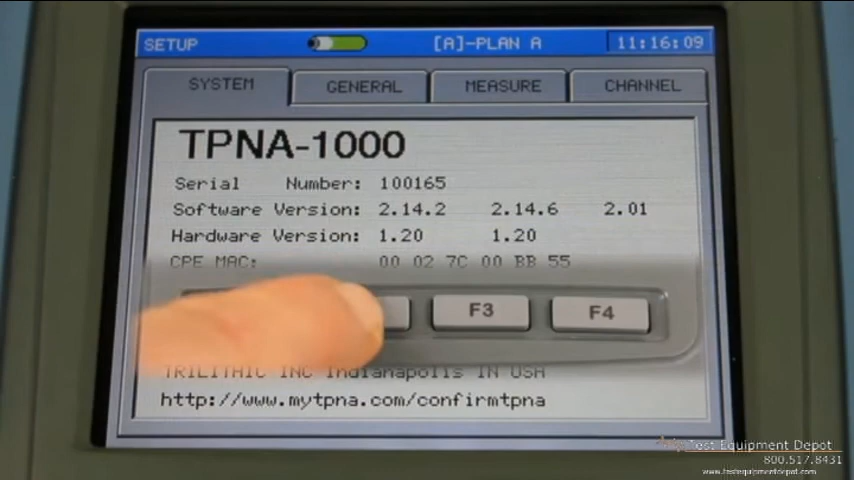 SETUP [A]-PLAN A 11:16:09
SYSTEM GENERAL MEASURE CHANNEL
TPNA-1000
Serial Number: 100165
Software Version: 2.14.2 2.14.6 2.01
Hardware Version: 1.20 1.20
CPE MAC: 00 02 7C 00 BB 55
F3 F4
TRILITHIC INC Indianapolis IN USA
http://www.mytpna.com/confirmtpna
Test Equipment Depot
800.517.8431
www.testequipmentdepot.com